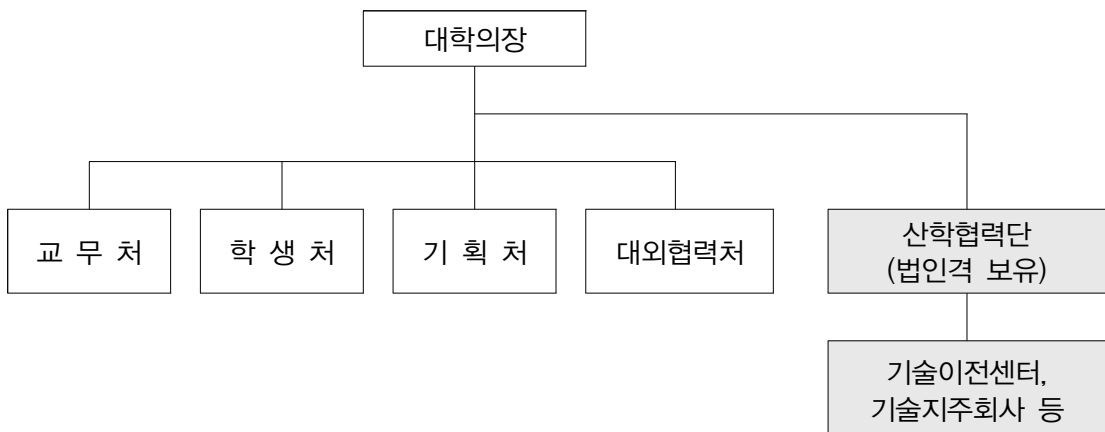 대학의장
교 무 처
학 생 처
기 획 처
대외협력처
산학협력단
(법인격 보유)
기술이전센터,
기술지주회사 등